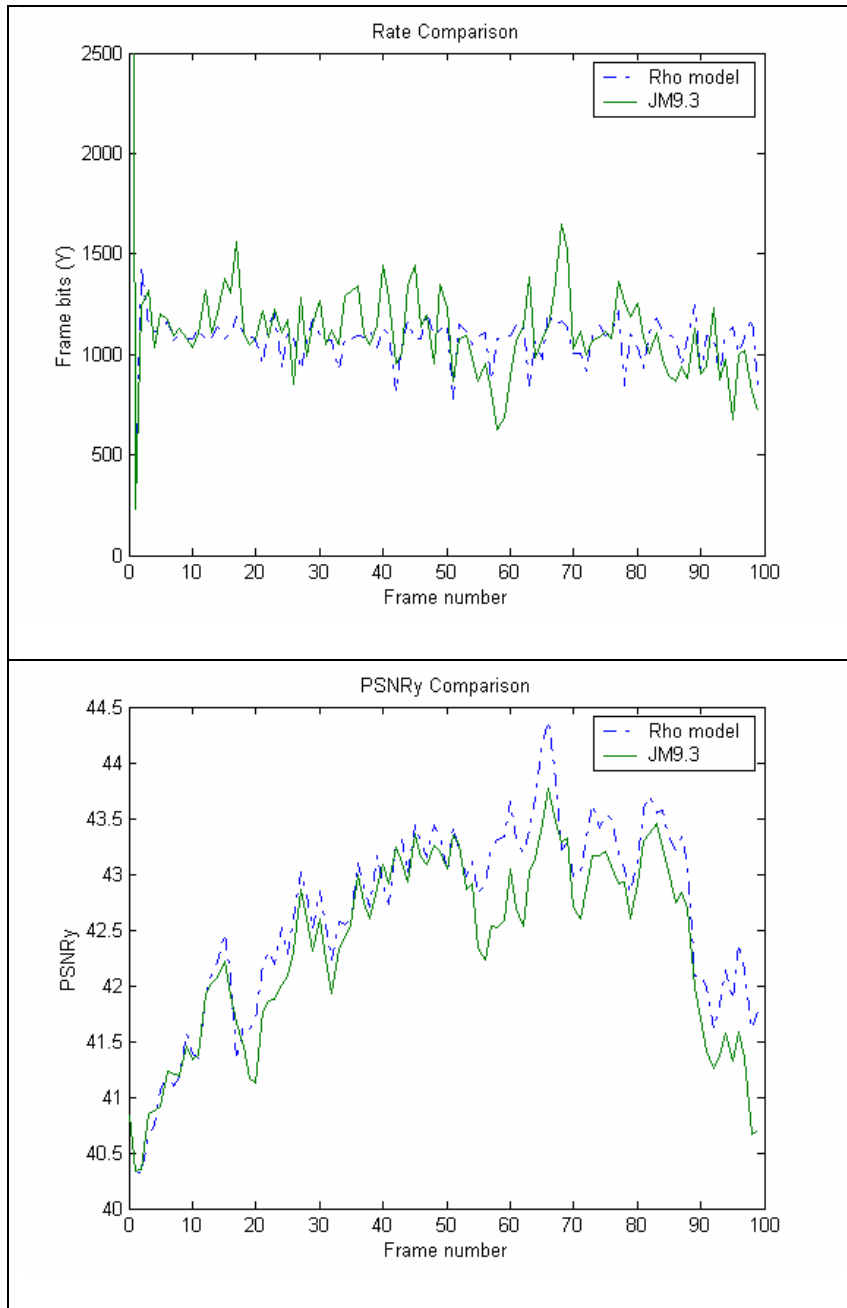 Rate Comparison
2500
2000
1500
1000
500
0
Frame bits (Y)
Rho model
JM9.3
0 10 20 30 40 50 60 70 80 90 100
Frame number
PSNRy Comparison
44.5
44
43.5
43
42.5
42
41.5
41
40.5
40
PSNRy
Rho model
JM9.3
0 10 20 30 40 50 60 70 80 90 100
Frame number